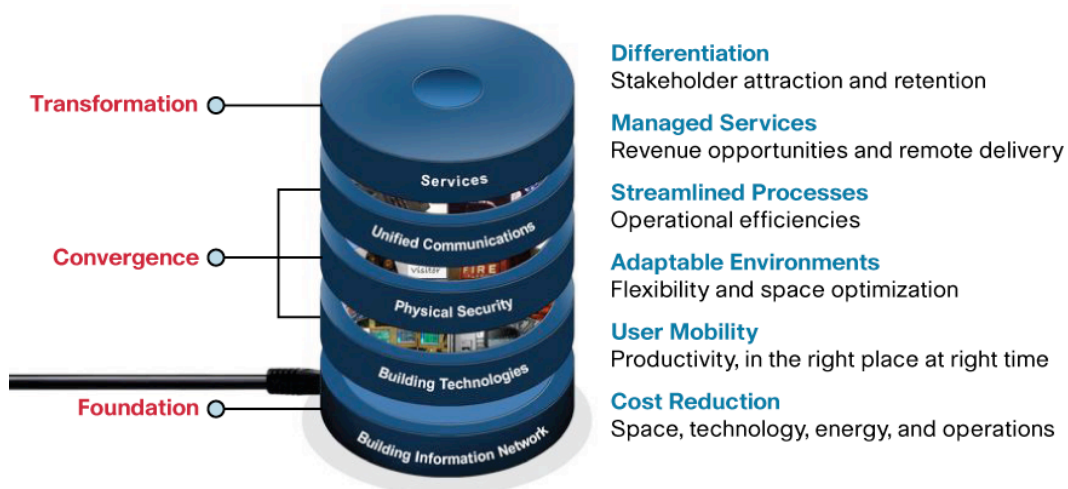 Transformation
Convergence
Foundation
Services
Unified Communications
visitor
FIRE
Physical Security
Building Technologies
Building Information Network
Differentiation
Stakeholder attraction and retention
Managed Services
Revenue opportunities and remote delivery
Streamlined Processes
Operational efficiencies
Adaptable Environments
Flexibility and space optimization
User Mobility
Productivity, in the right place at right time
Cost Reduction
Space, technology, energy, and operations